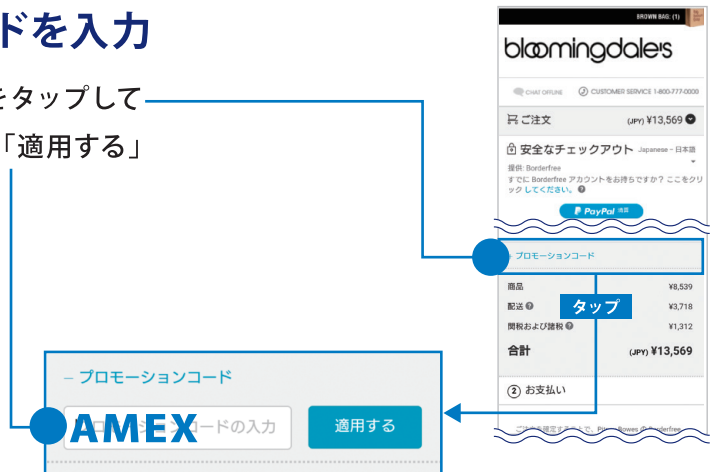 ドを入力
をタップして
「適用する」
BROWN BAG: (1)
bloomingdale's
CHAT OFFLINE
CUSTOMER SERVICE 1-800-777-0000
ご注文
(JPY) ¥13,569
安全なチェックアウト Japanese - 日本語
提供: Borderfree
すでに Borderfree アカウントをお持ちですか？ ここをクリ
ックしてください。
PayPal
プロモーションコード
商品 ¥8,539
配送 ¥3,718
タップ
関税および諸税 ¥1,312
合計 (JPY) ¥13,569
② お支払い
– プロモーションコード
AMEX
ードの入力
適用する